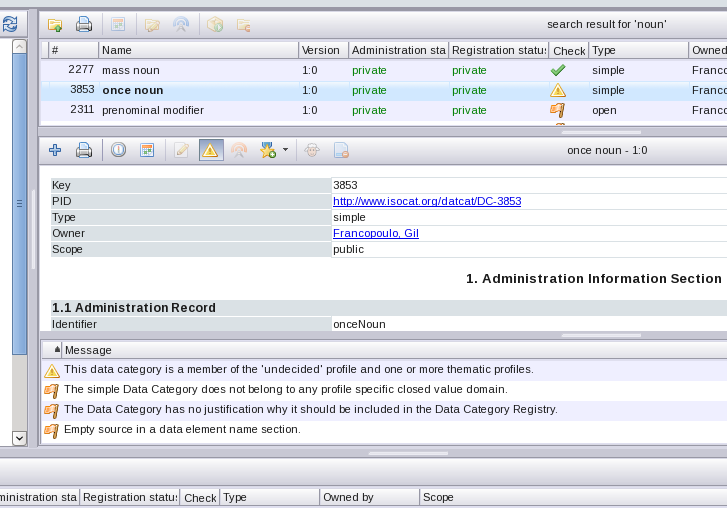 search result for 'noun'
# Name Version Administration sta Registration status Check Type Owned
2277 mass noun 1:0 private private simple Franco
3853 once noun 1:0 private private simple Franco
2311 prenominal modifier 1:0 private private open Franco
once noun - 1:0
Key 3853
PID http://www.isocat.org/datcat/DC-3853
Type simple
Owner Francopoulo, Gil
Scope public
1. Administration Information Section
1.1 Administration Record
Identifier onceNoun
Message
This data category is a member of the 'undecided' profile and one or more thematic profiles.
The simple Data Category does not belong to any profile specific closed value domain.
The Data Category has no justification why it should be included in the Data Category Registry.
Empty source in a data element name section.
ministration sta Registration status Check Type Owned by Scope